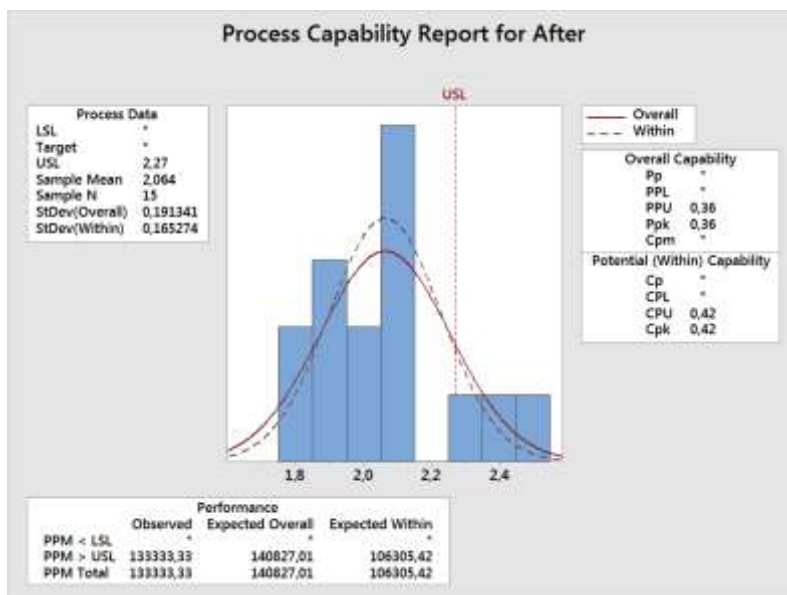 Process Capability Report for After
USL
Process Data
LSL *
Target *
USL 2,27
Sample Mean 2,064
Sample N 15
StDev(Overall) 0,191341
StDev(Within) 0,165274
Overall
Within
Overall Capability
Pp *
PPL *
PPU 0,36
Ppk 0,36
Cpm *
Potential (Within) Capability
Cp *
CPL *
CPU 0,42
Cpk 0,42
1,8 2,0 2,2 2,4
Performance
Observed Expected Overall Expected Within
PPM < LSL * * *
PPM > USL 133333,33 140827,01 106305,42
PPM Total 133333,33 140827,01 106305,42